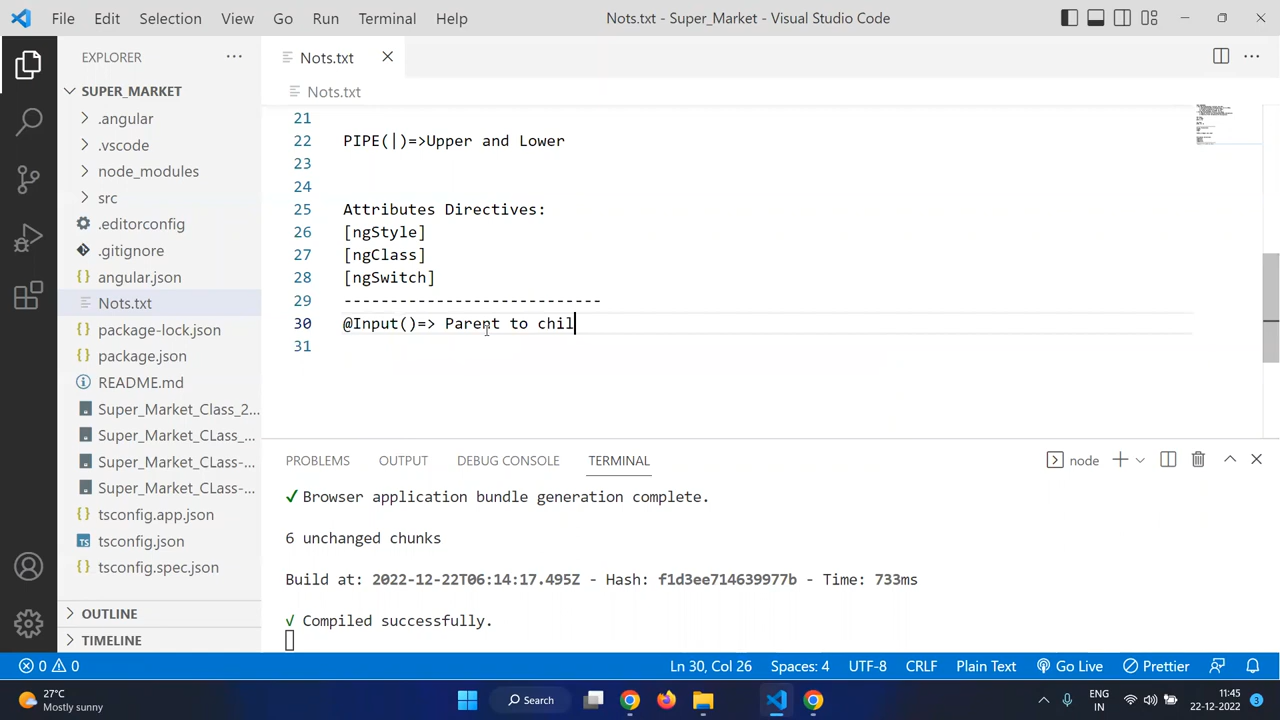 File Edit Selection View Go Run Terminal Help
Nots.txt - Super_Market - Visual Studio Code
EXPLORER
SUPER_MARKET
.angular
.vscode
node_modules
src
.editorconfig
.gitignore
angular.json
Nots.txt
package-lock.json
package.json
README.md
Super_Market_Class_2...
Super_Market_CLass_...
Super_Market_CLass-...
Super_Market_CLass-...
tsconfig.app.json
tsconfig.json
tsconfig.spec.json
OUTLINE
TIMELINE
Nots.txt
Nots.txt
21
22 PIPE(|)=>Upper and Lower
23
24
25 Attributes Directives:
26 [ngStyle]
27 [ngClass]
28 [ngSwitch]
29 ----------------------------
30 @Input()=> Parent to chil
31
PROBLEMS OUTPUT DEBUG CONSOLE TERMINAL
node
✓ Browser application bundle generation complete.
6 unchanged chunks
Build at: 2022-12-22T06:14:17.495Z - Hash: f1d3ee714639977b - Time: 733ms
√ Compiled successfully.
0 0 Ln 30, Col 26 Spaces: 4 UTF-8 CRLF Plain Text Go Live Prettier
27°C
Mostly sunny
Search
ENG
IN
11:45
22-12-2022
3